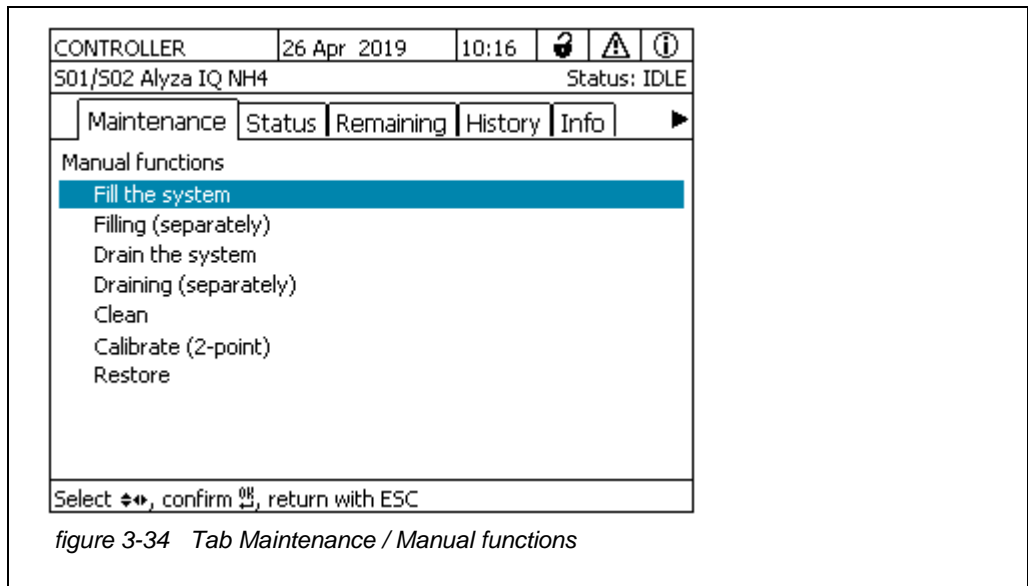 CONTROLLER 26 Apr 2019 10:16
S01/S02 Alyza IQ NH4 Status: IDLE
Maintenance Status Remaining History Info
Manual functions
Fill the system
Filling (separately)
Drain the system
Draining (separately)
Clean
Calibrate (2-point)
Restore
Select, confirm OK, return with ESC
figure 3-34 Tab Maintenance / Manual functions